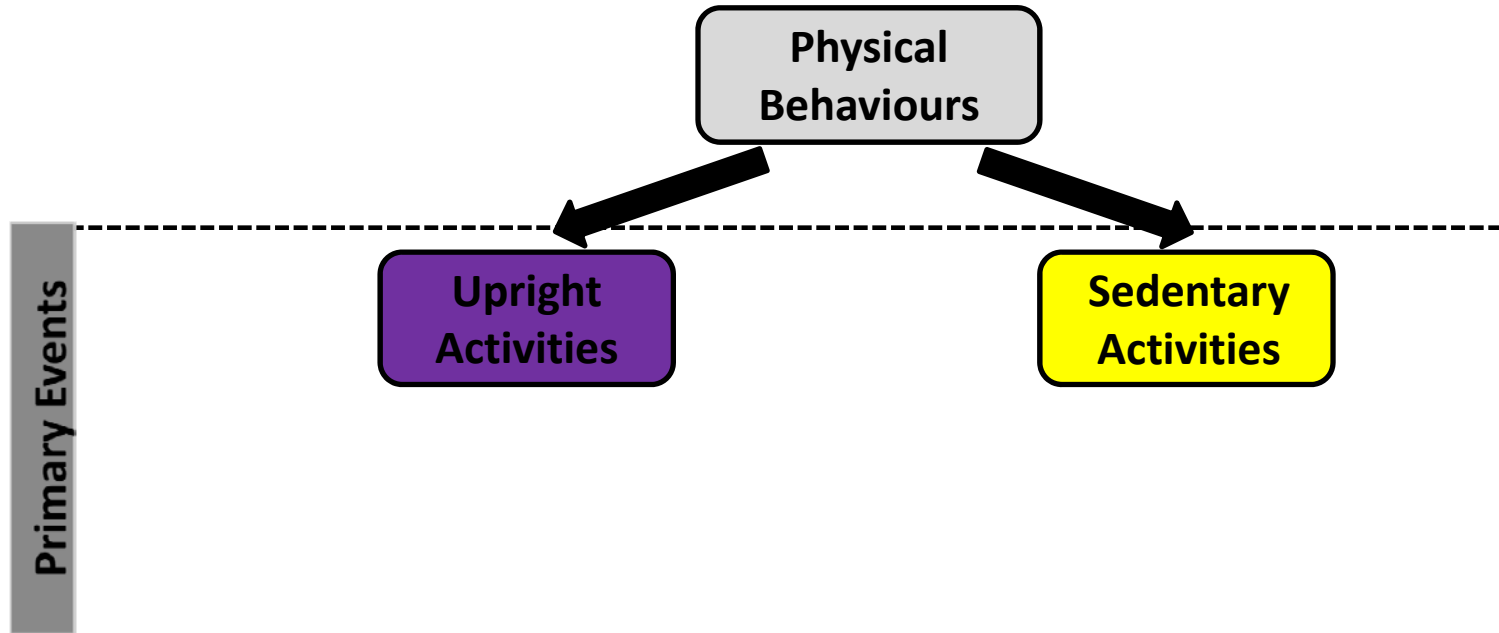 Physical
Behaviours
Upright
Activities
Sedentary
Activities
Primary Events